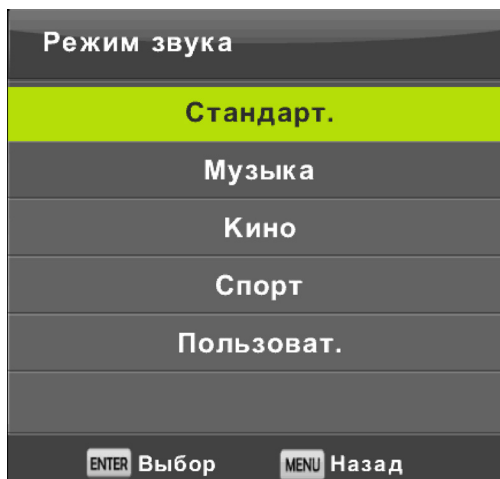 Режим звука
Стандарт.
Музыка
Кино
Спорт
Пользоват.
ENTER Выбор MENU Назад